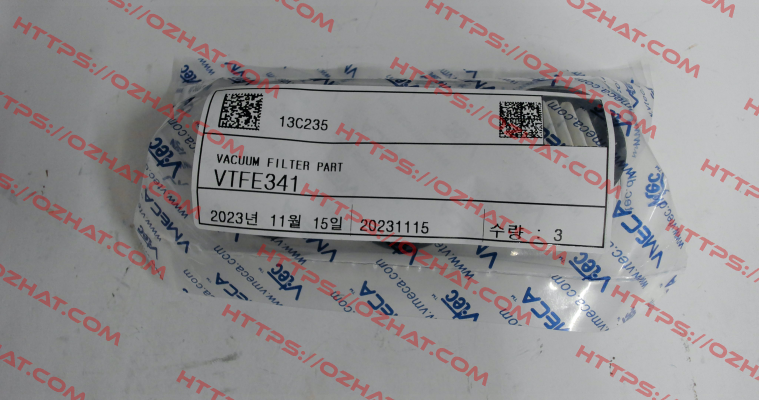 13C235
VACUUM FILTER PART
VTFE341
2023년 11월 15일 20231115 수량 : 3
Vtec
VMECA
www.vmeca.com
HTTPS://OZHAT.COM